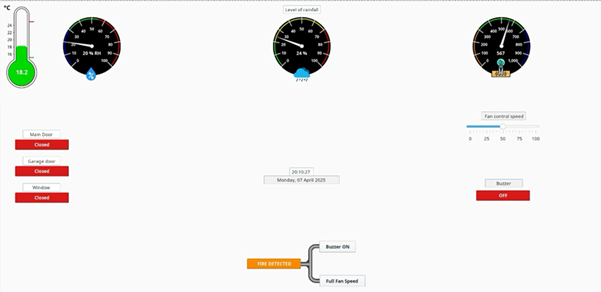 °C
24
22
20
18
16
18.2
0
10
20
30
40
50
60
70
80
90
100
20 % RH
Level of rainfall
0
10
20
30
40
50
60
70
80
90
100
24 %
0
100
200
300
400
500
600
700
800
900
1,000
567
Fan control speed
0 25 50 75 100
Main Door
Closed
Garage door
Closed
Window
Closed
20:10:27
Monday, 07 April 2025
Buzzer
OFF
FIRE DETECTED
Buzzer ON
Full Fan Speed